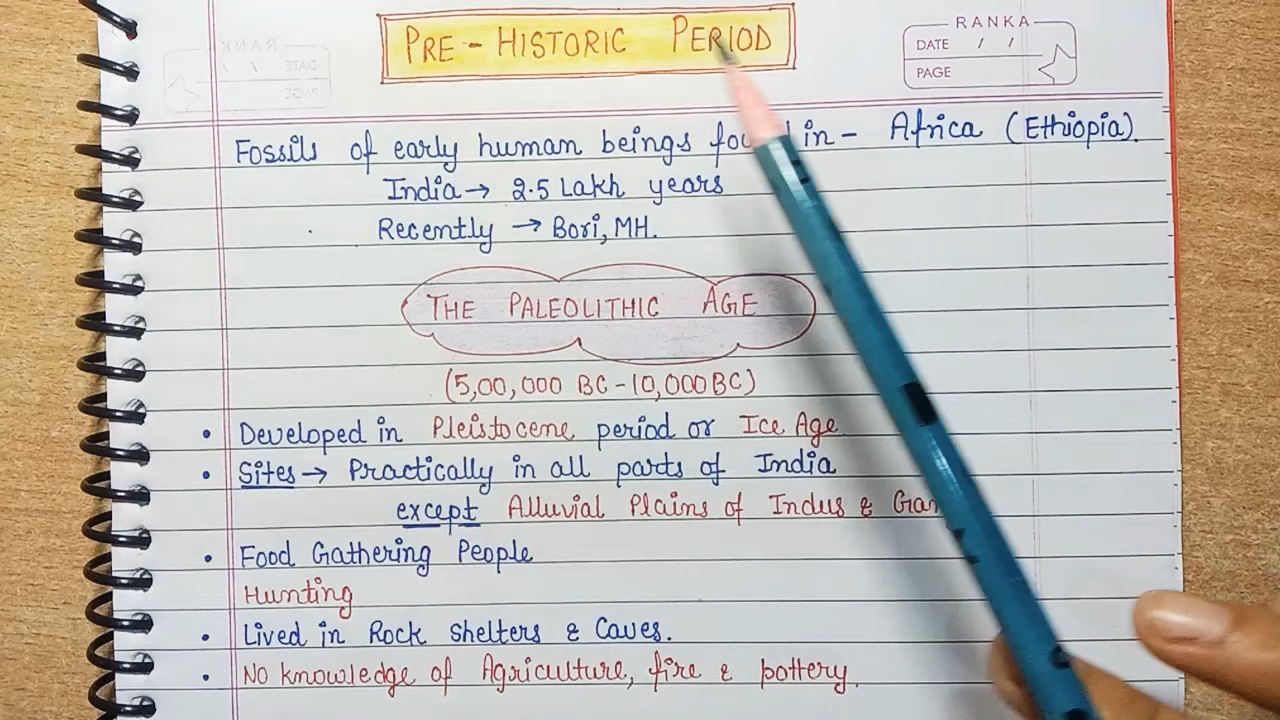 PRE - HISTORIC PERIOD
RANKA
DATE / /
PAGE
Fossils of early human beings found in - Africa (Ethiopia).
India → 2.5 Lakh years
Recently → Bori, MH.
THE PALEOLITHIC AGE
(5,00,000 BC - 10,000 BC)
• Developed in Pleistocene period or Ice Age
• Sites → Practically in all parts of India
except Alluvial Plains of Indus &
• Food Gathering People
Hunting
• Lived in Rock Shelters & Caves.
• No knowledge of Agriculture, fire & pottery.